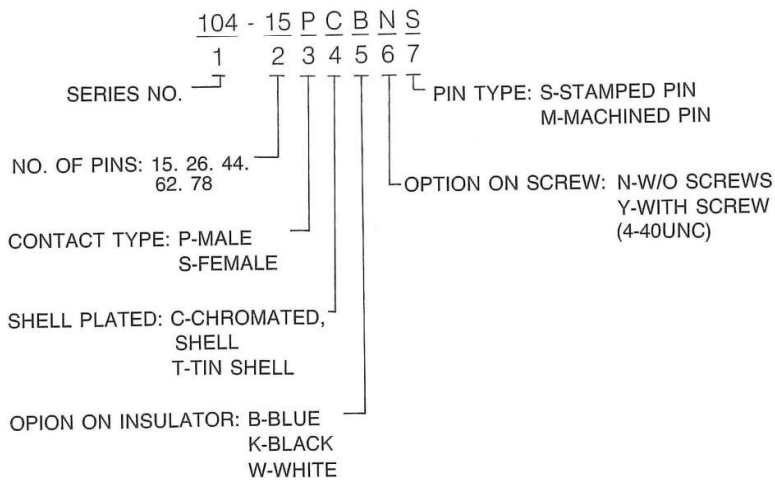 104 - 15 P C B N S
1 2 3 4 5 6 7
SERIES NO.
PIN TYPE: S-STAMPED PIN
M-MACHINED PIN
NO. OF PINS: 15. 26. 44.
62. 78
OPTION ON SCREW: N-W/O SCREWS
Y-WITH SCREW
(4-40UNC)
CONTACT TYPE: P-MALE
S-FEMALE
SHELL PLATED: C-CHROMATED,
SHELL
T-TIN SHELL
OPION ON INSULATOR: B-BLUE
K-BLACK
W-WHITE